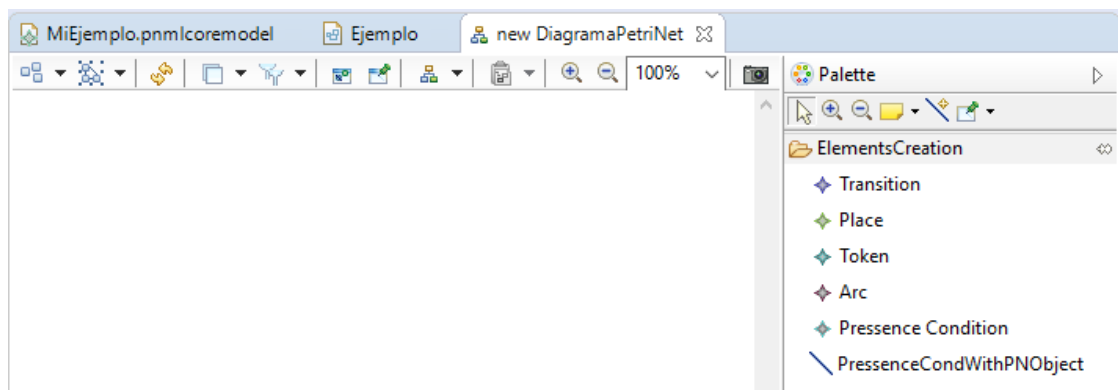 MiEjemplo.pnmlcoremodel
Ejemplo
new DiagramaPetriNet
100%
Palette
ElementsCreation
Transition
Place
Token
Arc
Pressence Condition
PressenceCondWithPNObject